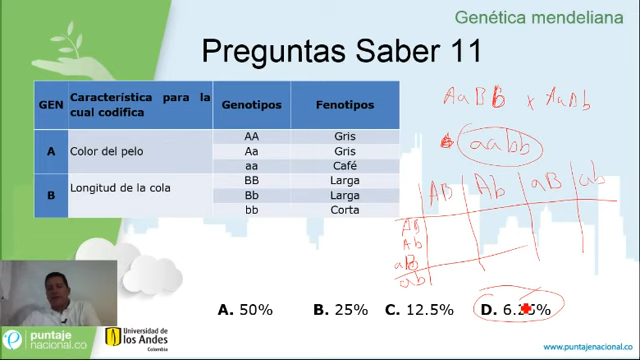 Genética mendeliana
Preguntas Saber 11
GEN Característica para la cual codifica Genotipos Fenotipos
A Color del pelo AA Gris
Aa Gris
aa Café
B Longitud de la cola BB Larga
Bb Larga
bb Corta
x AaBb
aabb
AB Ab aB ab
AB
Ab
aB
ab
A. 50% B. 25% C. 12.5% D. 6.25%
puntaje nacional.co
Universidad de los Andes
Colombia
www.puntajenacional.co